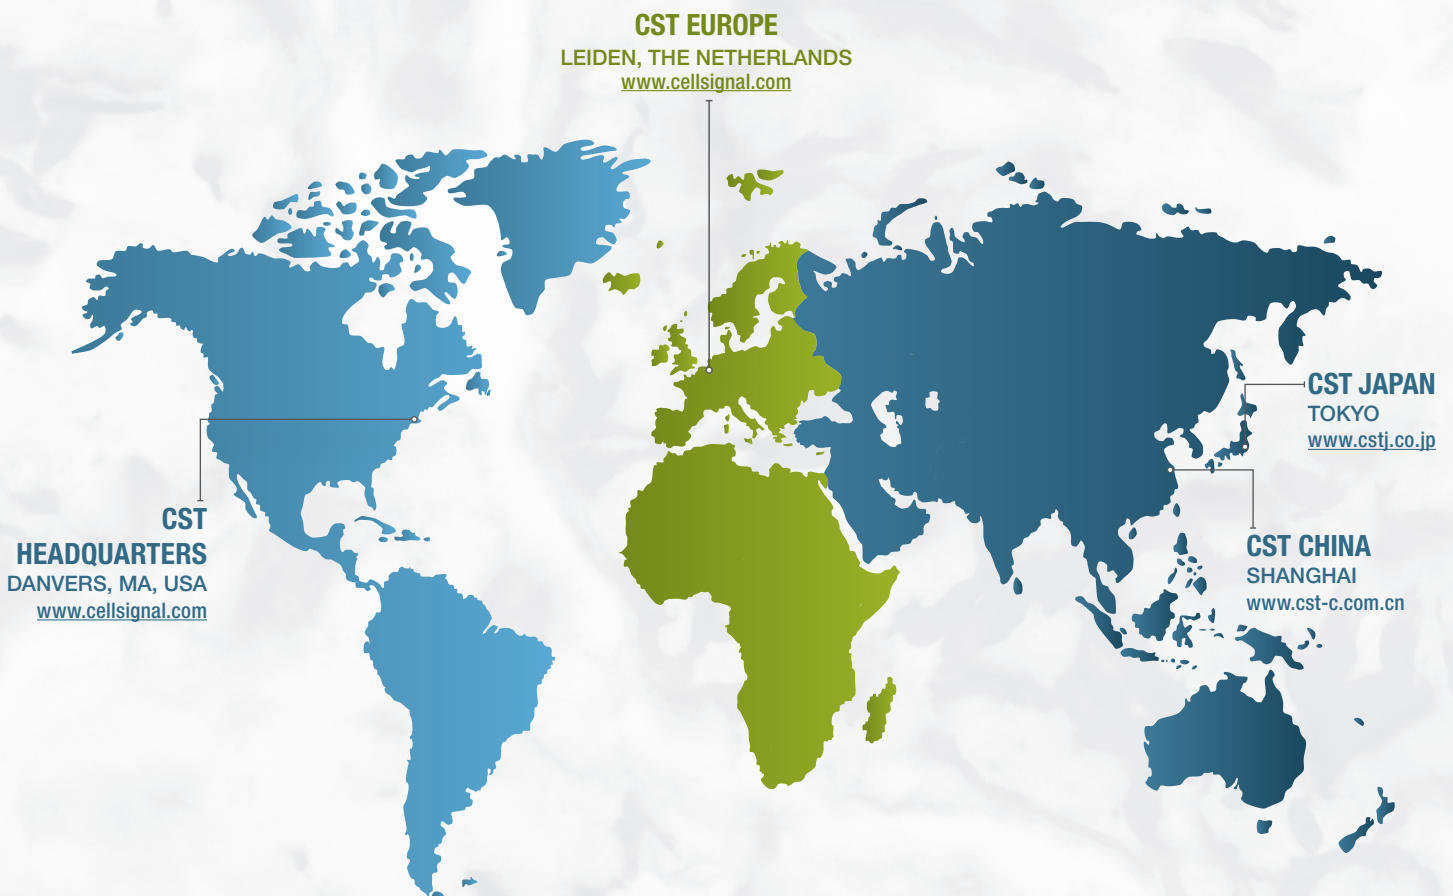 CST EUROPE
LEIDEN, THE NETHERLANDS
www.cellsignal.com
CST JAPAN
TOKYO
www.cstj.co.jp
CST
HEADQUARTERS
DANVERS, MA, USA
www.cellsignal.com
CST CHINA
SHANGHAI
www.cst-c.com.cn